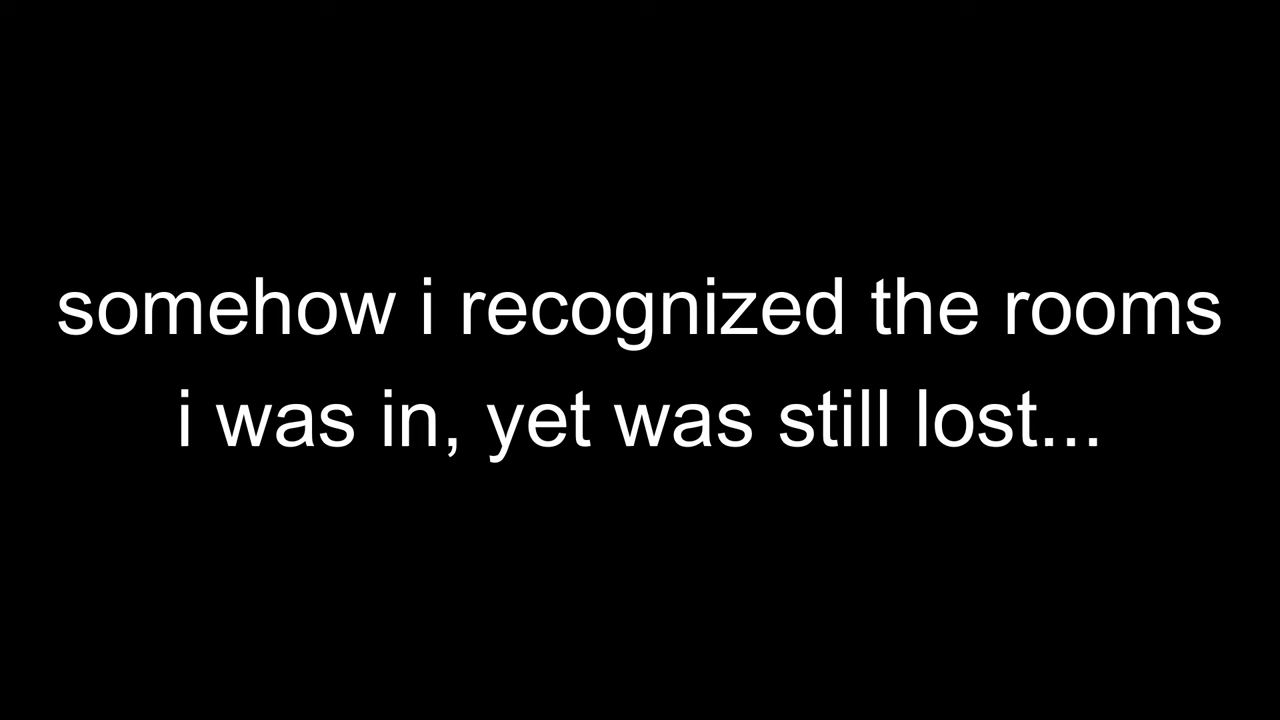 somehow i recognized the rooms
i was in, yet was still lost...